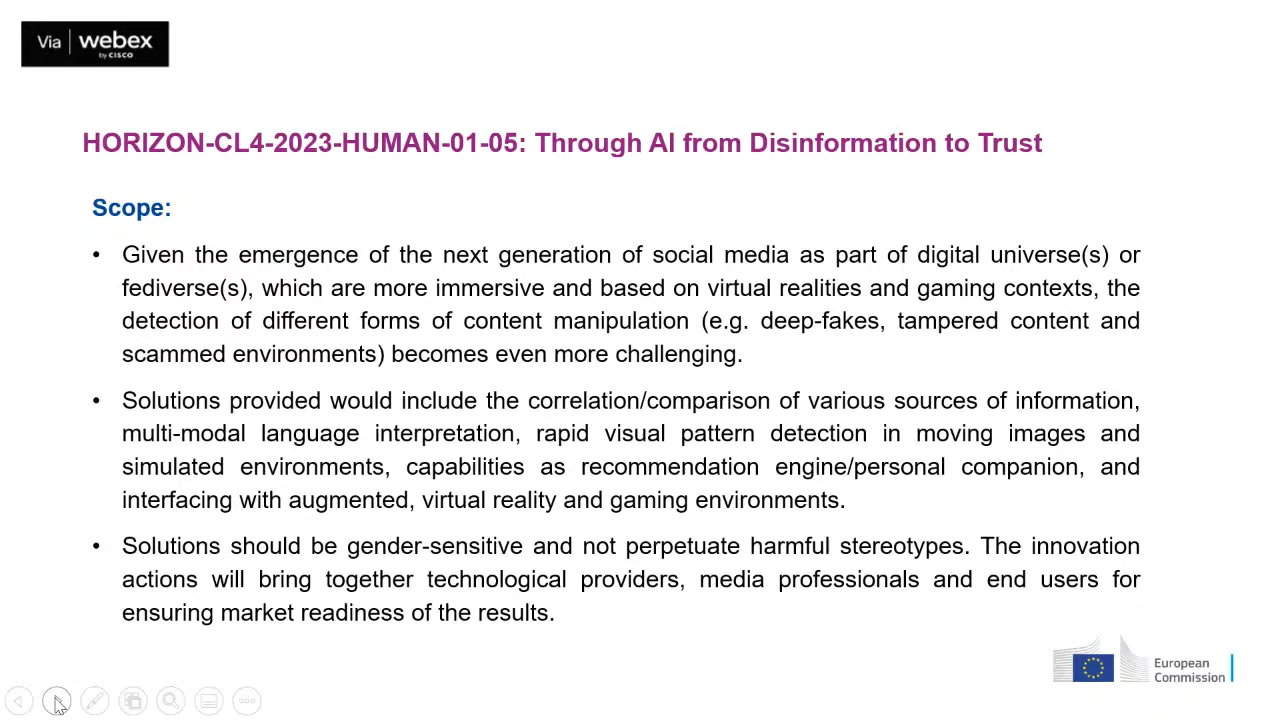 Via webex
by CISCO
HORIZON-CL4-2023-HUMAN-01-05: Through AI from Disinformation to Trust
Scope:
• Given the emergence of the next generation of social media as part of digital universe(s) or
fediverse(s), which are more immersive and based on virtual realities and gaming contexts, the
detection of different forms of content manipulation (e.g. deep-fakes, tampered content and
scammed environments) becomes even more challenging.
• Solutions provided would include the correlation/comparison of various sources of information,
multi-modal language interpretation, rapid visual pattern detection in moving images and
simulated environments, capabilities as recommendation engine/personal companion, and
interfacing with augmented, virtual reality and gaming environments.
• Solutions should be gender-sensitive and not perpetuate harmful stereotypes. The innovation
actions will bring together technological providers, media professionals and end users for
ensuring market readiness of the results.
European
Commission